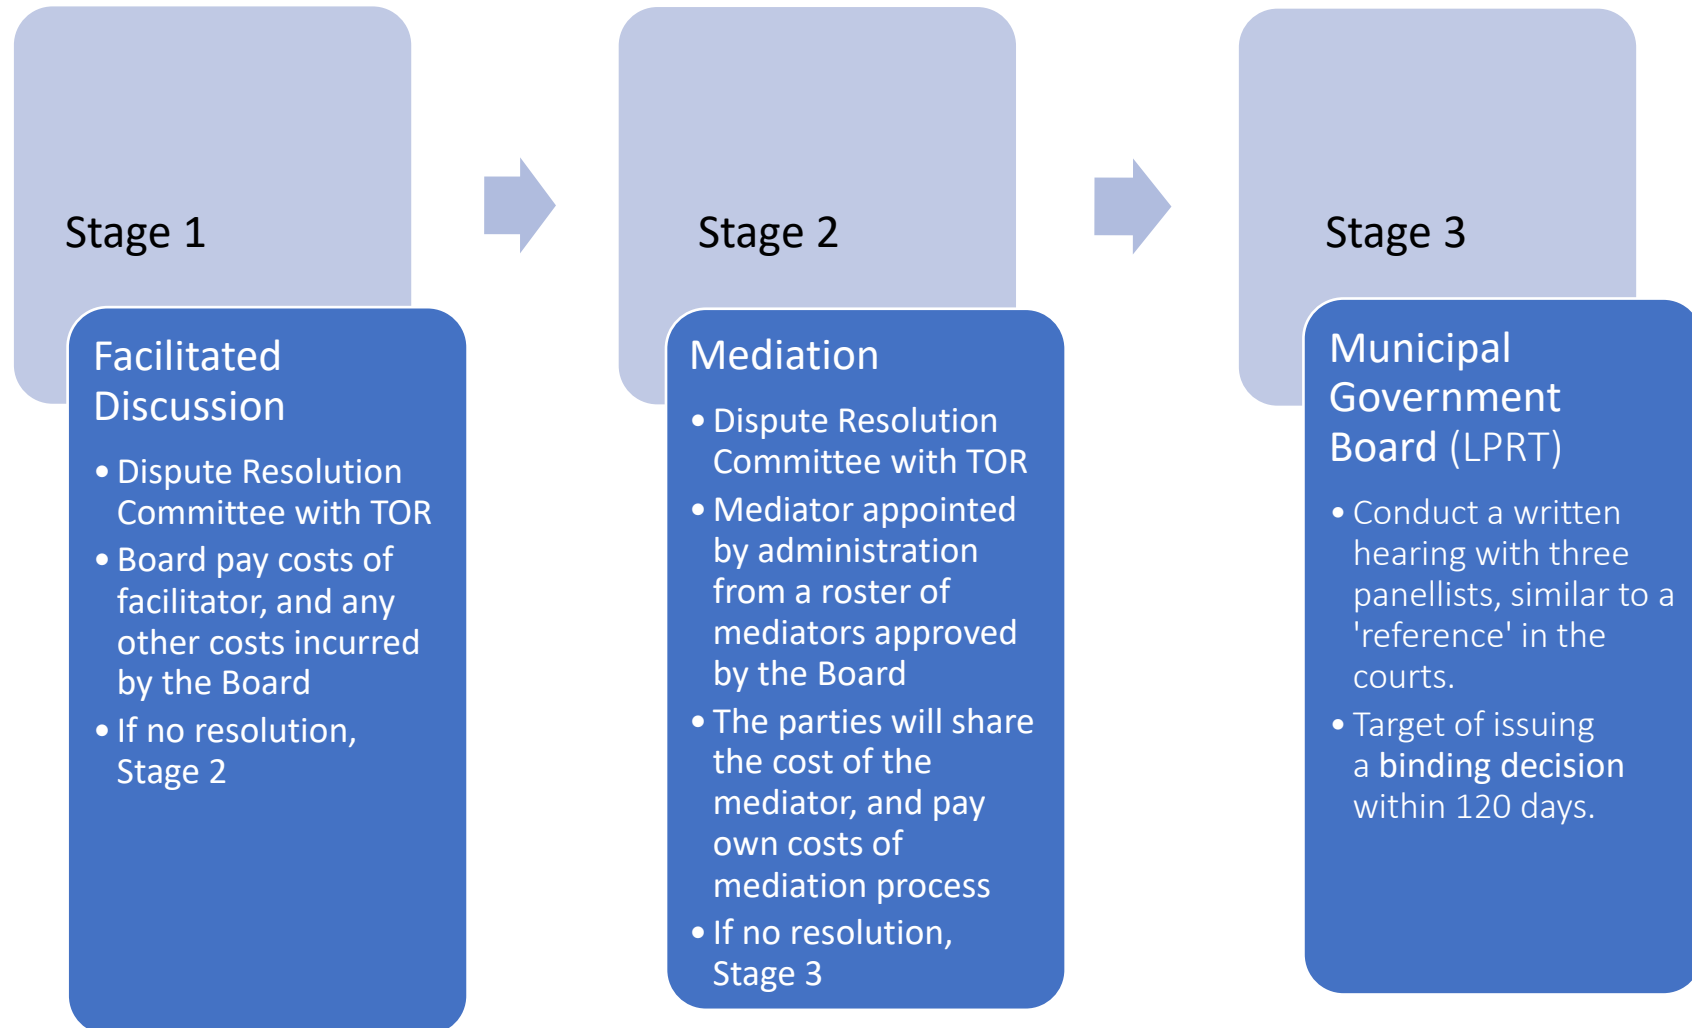 Stage 1
Facilitated
Discussion
• Dispute Resolution
Committee with TOR
• Board pay costs of
facilitator, and any
other costs incurred
by the Board
• If no resolution,
Stage 2
Stage 2
Mediation
• Dispute Resolution
Committee with TOR
• Mediator appointed
by administration
from a roster of
mediators approved
by the Board
• The parties will share
the cost of the
mediator, and pay
own costs of
mediation process
• If no resolution,
Stage 3
Stage 3
Municipal
Government
Board (LPRT)
• Conduct a written
hearing with three
panellists, similar to a
'reference' in the
courts.
• Target of issuing
a binding decision
within 120 days.